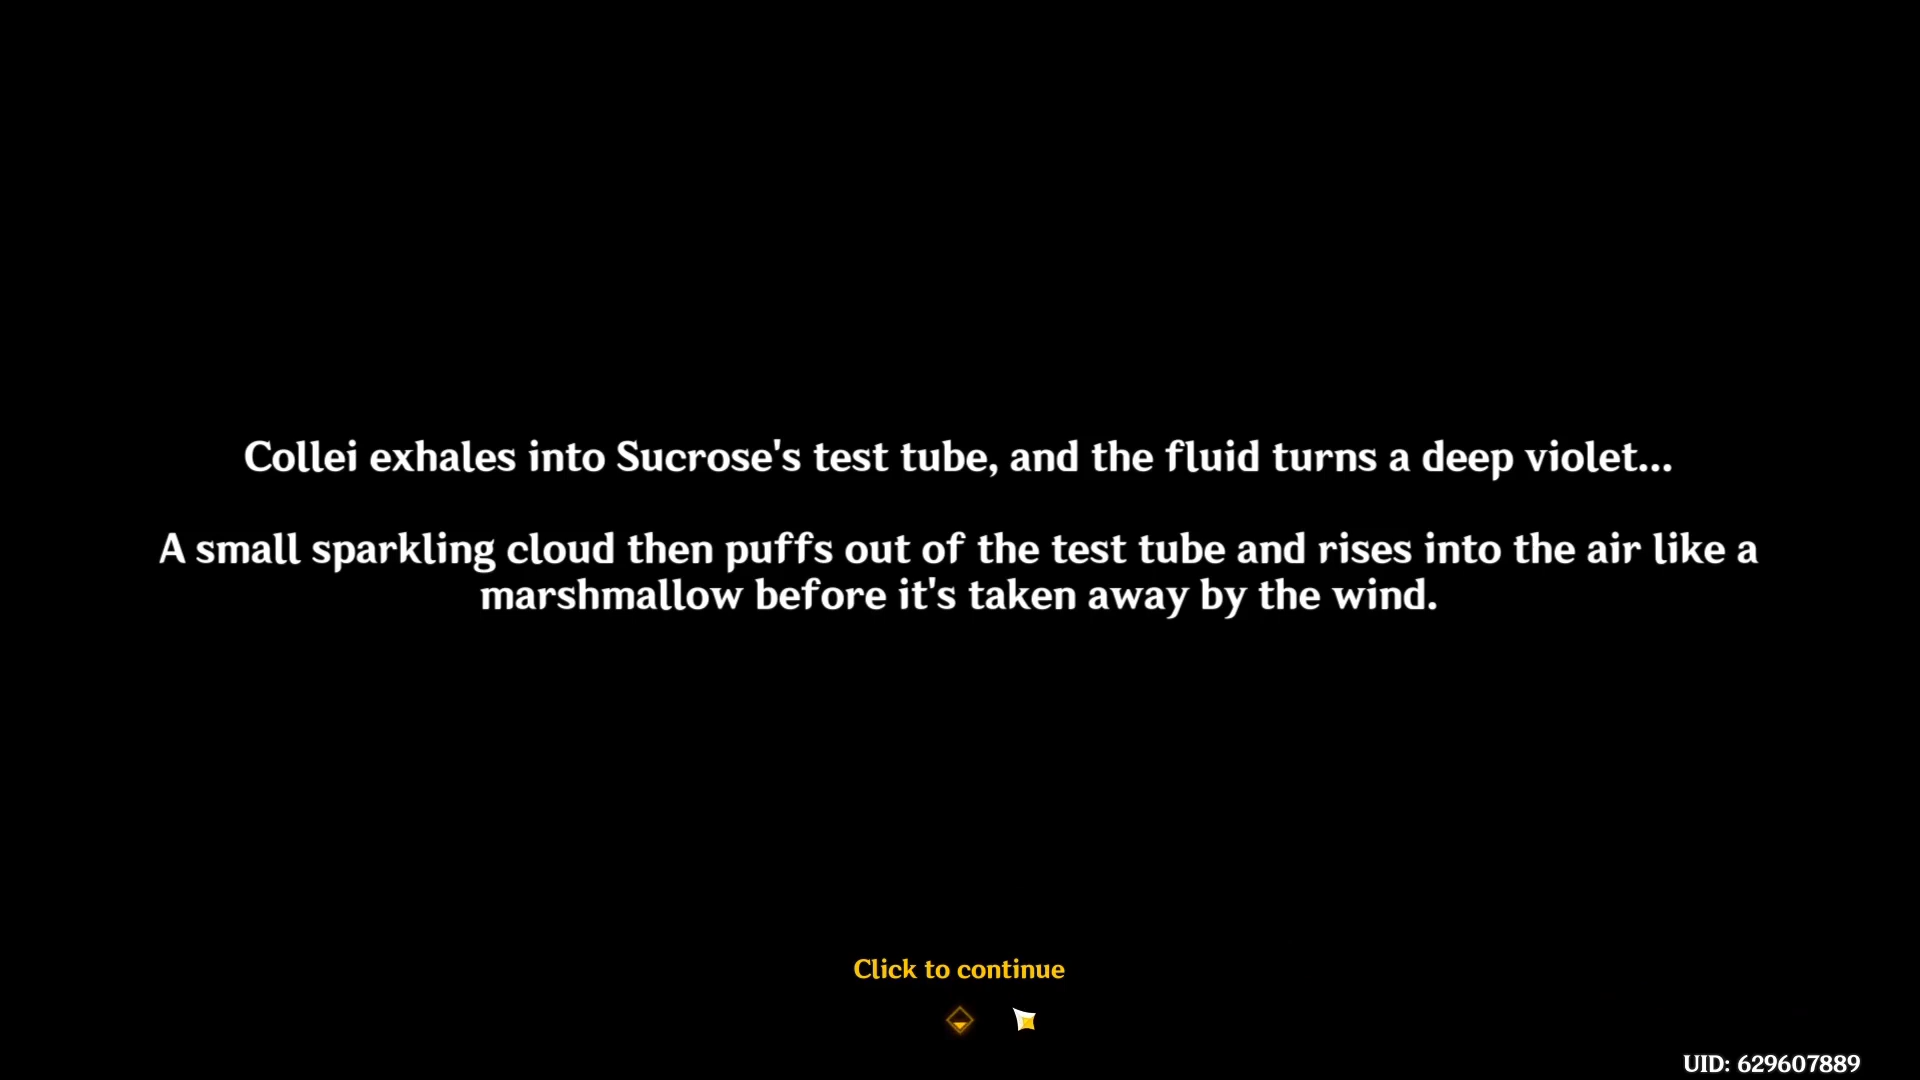 Collei exhales into Sucrose's test tube, and the fluid turns a deep violet...
A small sparkling cloud then puffs out of the test tube and rises into the air like a
marshmallow before it's taken away by the wind.
Click to continue
UID: 629607889